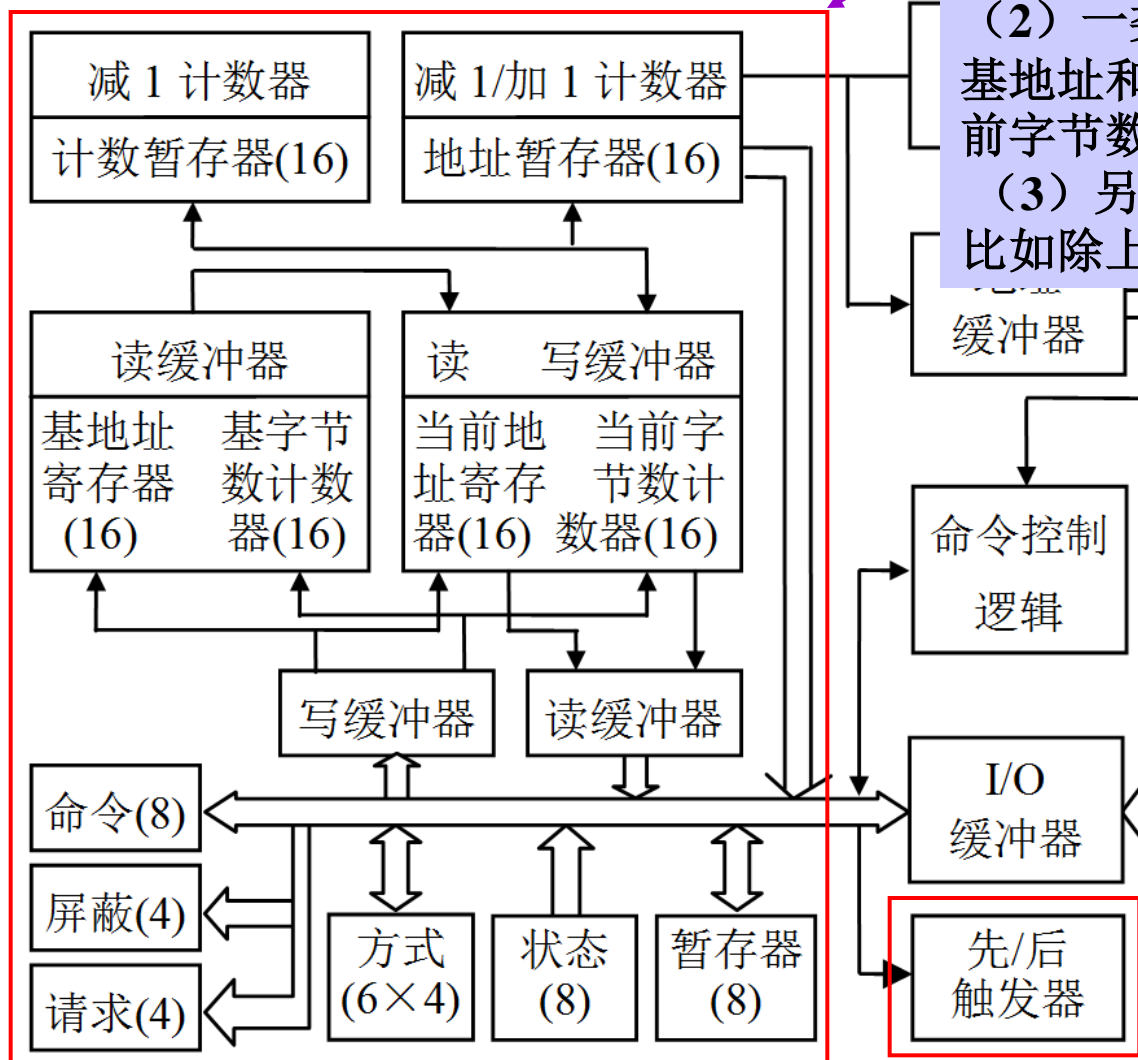 （2）一
基地址和
前字节数
（3）另
比如除上
减 1 计数器
计数暂存器(16)
减 1/加 1 计数器
地址暂存器(16)
缓冲器
读缓冲器
基地址
寄存器
(16)
基字节
数计数
器(16)
读 写缓冲器
当前地
址寄存
器(16)
当前字
节数计
数器(16)
命令控制
逻辑
写缓冲器
读缓冲器
命令(8)
屏蔽(4)
请求(4)
方式
(6×4)
状态
(8)
暂存器
(8)
I/O
缓冲器
先/后
触发器